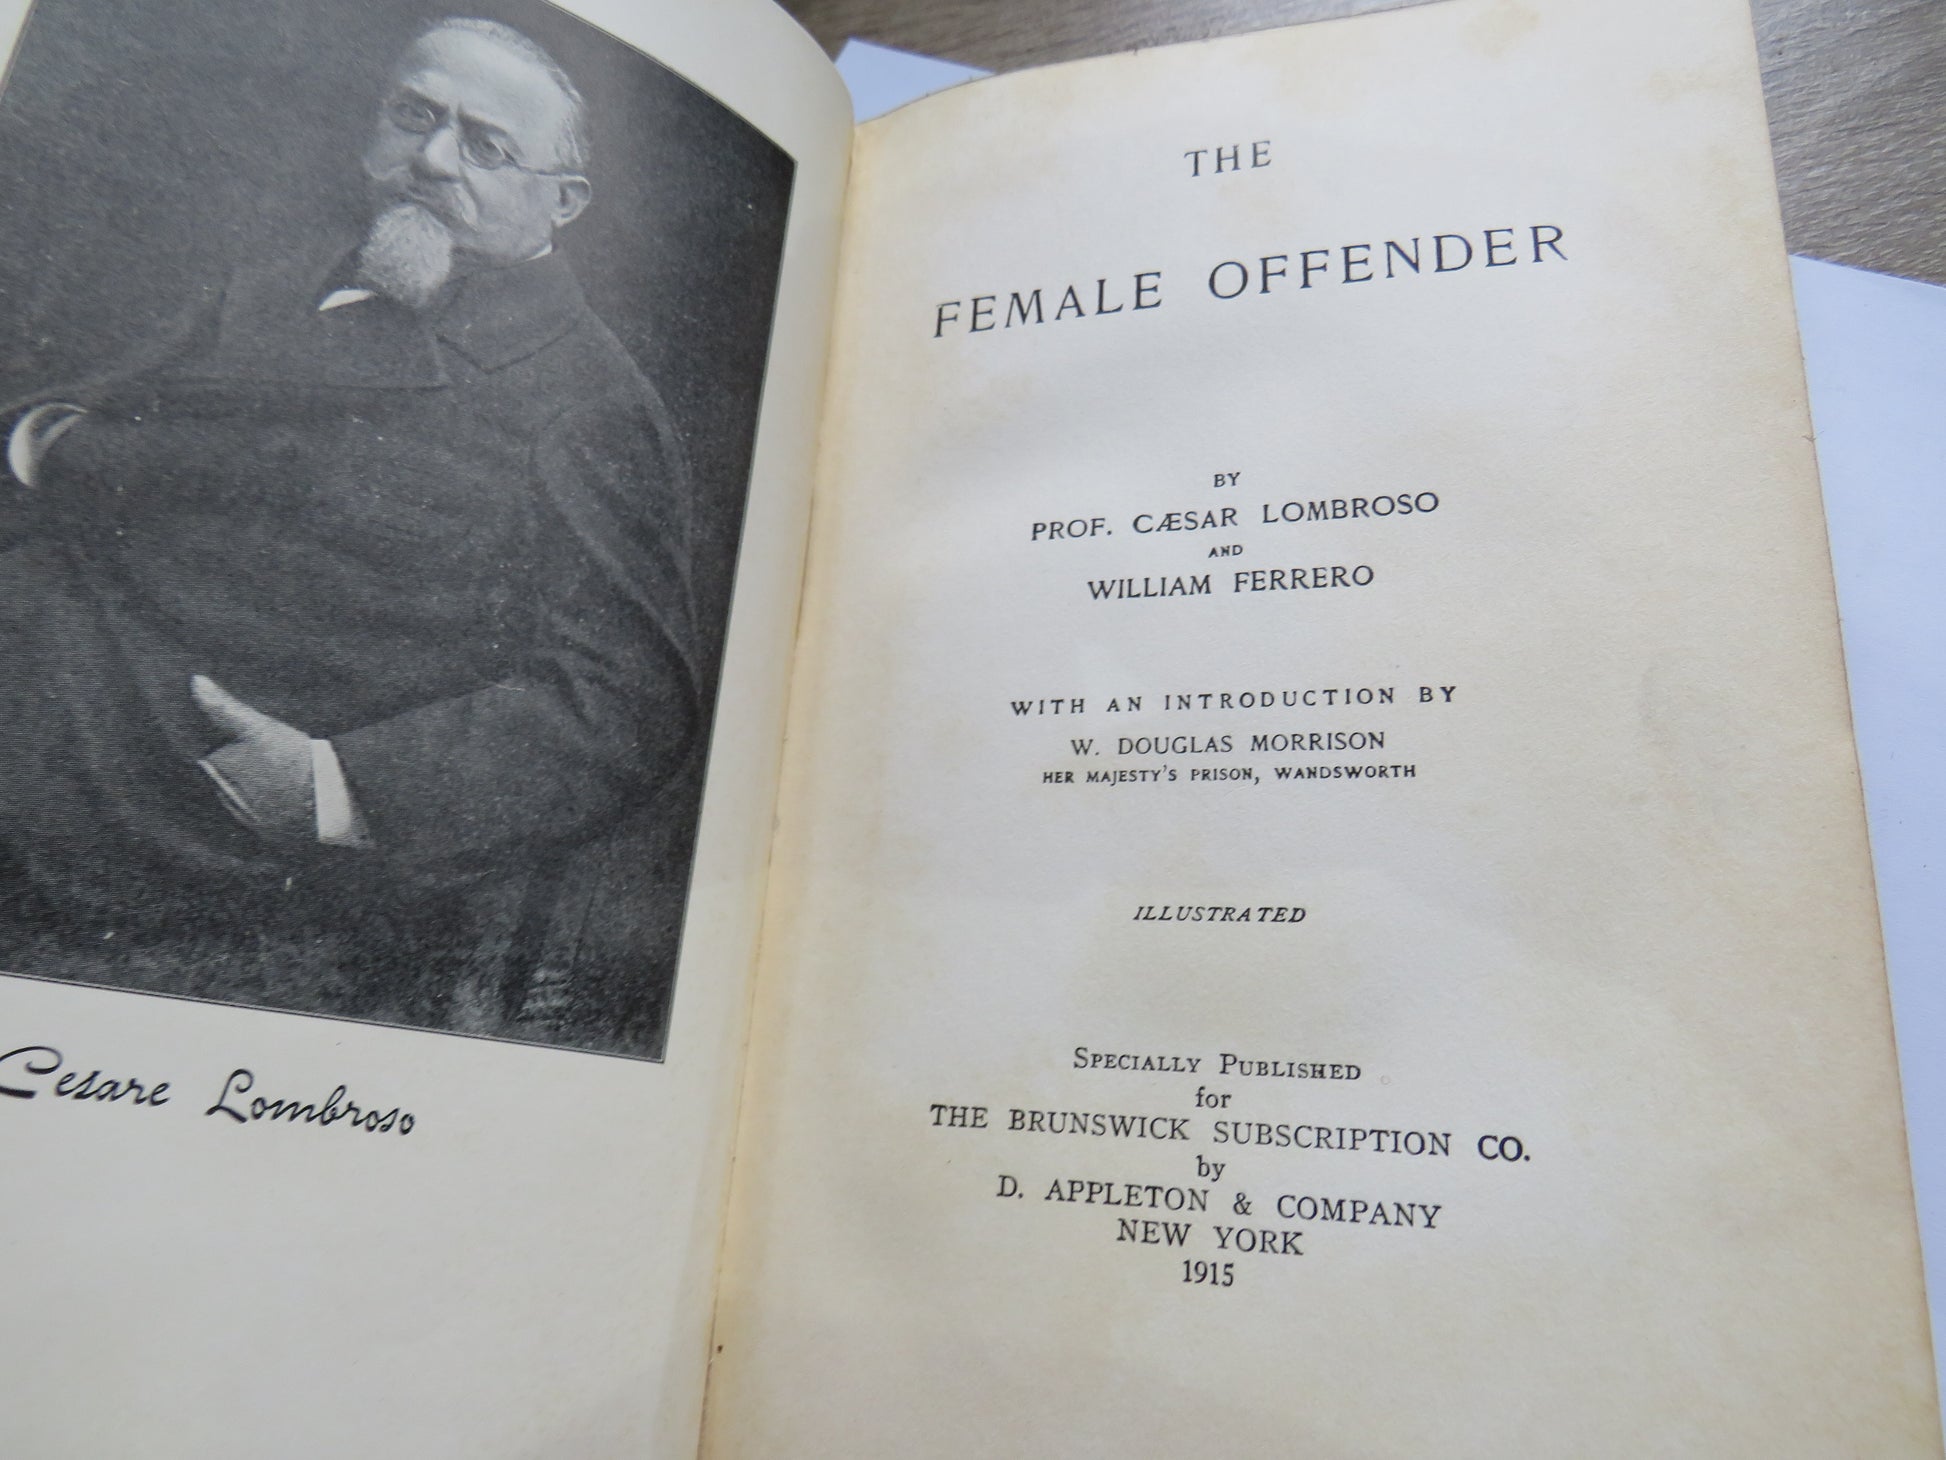 Cesare Lombroso
THE
FEMALE OFFENDER
BY
PROF. CÆSAR LOMBROSO
AND
WILLIAM FERRERO
WITH AN INTRODUCTION BY
W. DOUGLAS MORRISON
HER MAJESTY'S PRISON, WANDSWORTH
ILLUSTRATED
SPECIALLY PUBLISHED
for
THE BRUNSWICK SUBSCRIPTION CO.
by
D. APPLETON & COMPANY
NEW YORK
1915